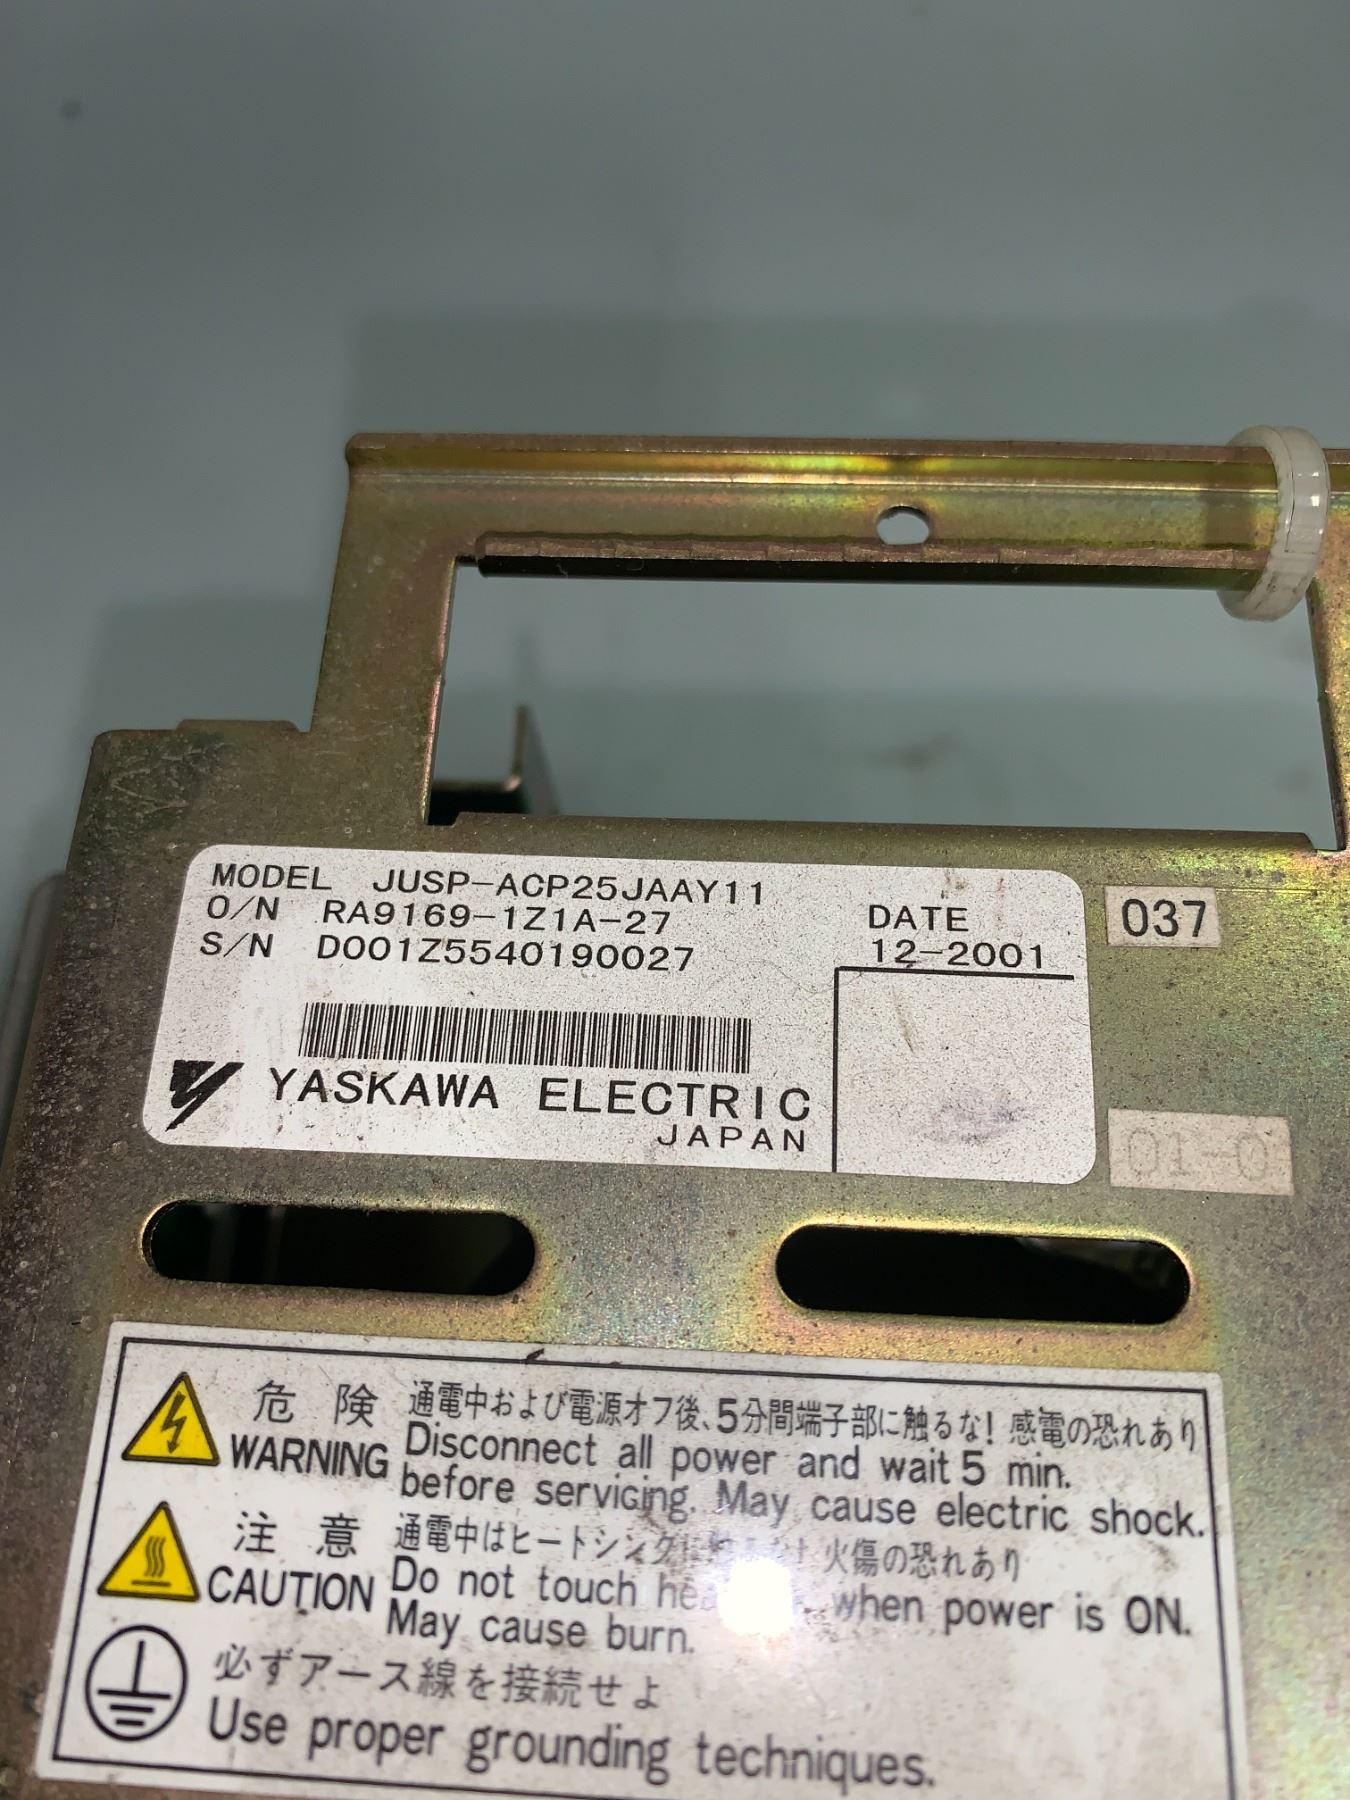 MODEL JUSP-ACP25JAAY11
O/N RA9169-1Z1A-27
S/N D001Z5540190027
DATE
12-2001
037
YASKAWA ELECTRIC
JAPAN
01-0
危険 通電中および電源オフ後、5分間端子部に触るな! 感電の恐れあり
WARNING Disconnect all power and wait 5 min.
before servicing. May cause electric shock.
注意 通電中はヒートシンクに ! 火傷の恐れあり
CAUTION Do not touch when power is ON.
May cause burn.
必ずアース線を接続せよ
Use proper grounding techniques.